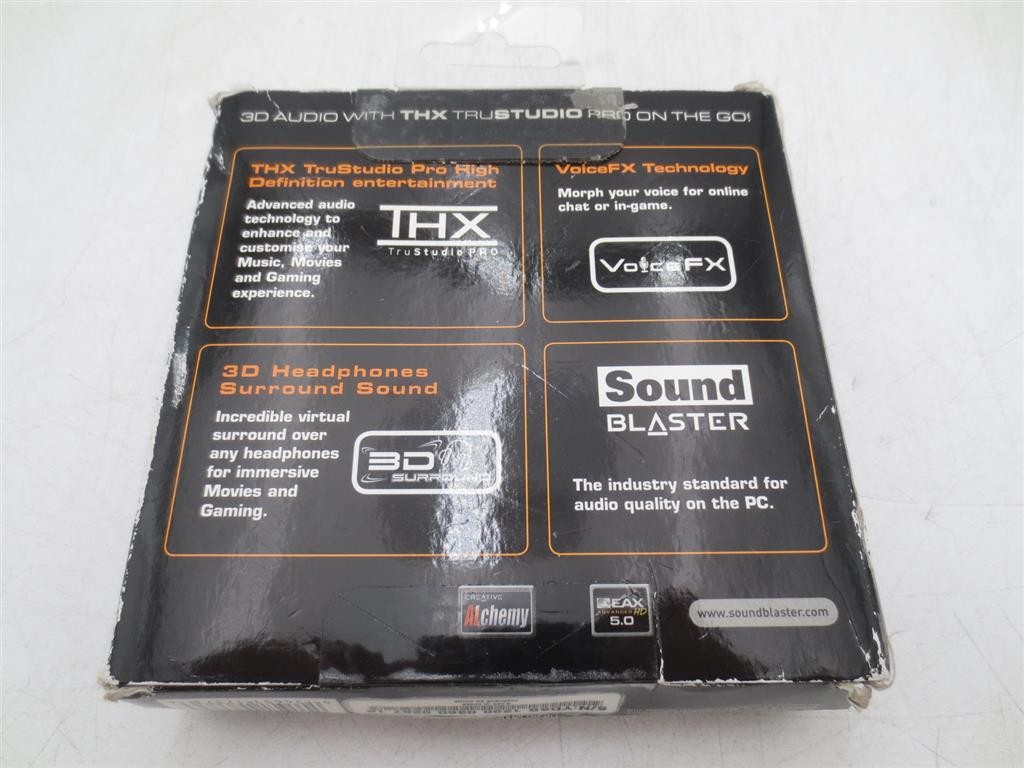 3D AUDIO WITH THX TRUSTUDIO PRO ON THE GO!
THX TruStudio Pro High
Definition entertainment
Advanced audio
technology to
enhance and
customise your
Music, Movies
and Gaming
experience.
THX
TruStudio PRO
VoiceFX Technology
Morph your voice for online
chat or in-game.
VoiceFX
3D Headphones
Surround Sound
Incredible virtual
surround over
any headphones
for immersive
Movies and
Gaming.
3D
SURROUND
Sound
BLASTER
The industry standard for
audio quality on the PC.
CREATIVE
ALchemy
EAX
ADVANCED HD
5.0
www.soundblaster.com